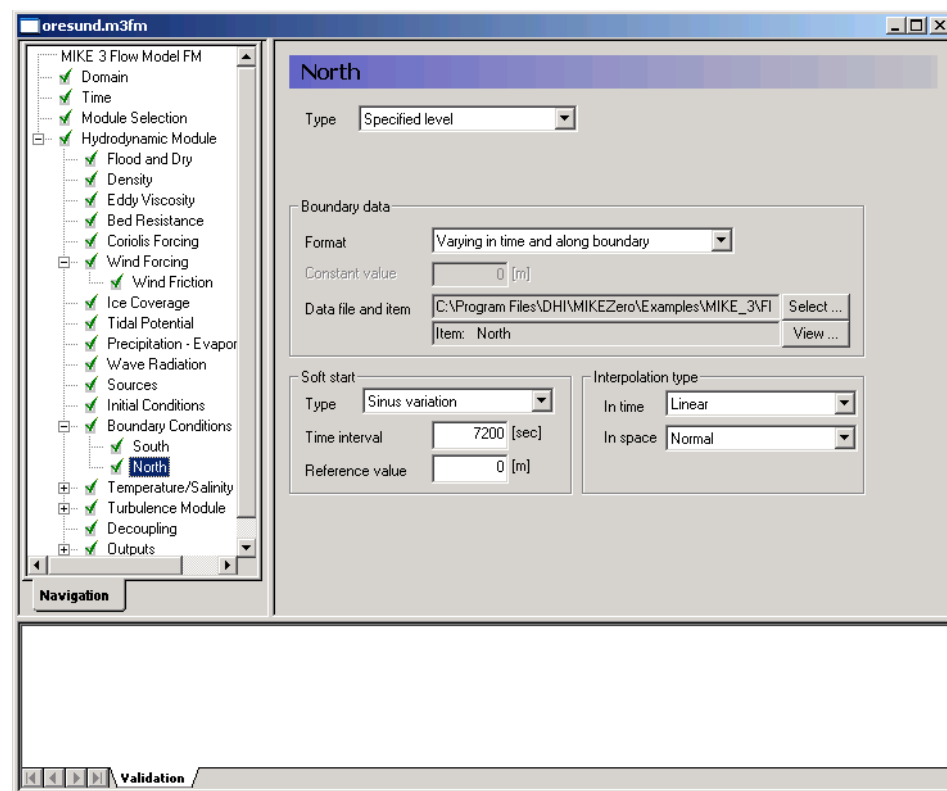 oresund.m3fm
MIKE 3 Flow Model FM
Domain
Time
Module Selection
Hydrodynamic Module
Flood and Dry
Density
Eddy Viscosity
Bed Resistance
Coriolis Forcing
Wind Forcing
Wind Friction
Ice Coverage
Tidal Potential
Precipitation - Evapor
Wave Radiation
Sources
Initial Conditions
Boundary Conditions
South
North
Temperature/Salinity
Turbulence Module
Decoupling
Outputs
Navigation
North
Type Specified level
Boundary data
Format Varying in time and along boundary
Constant value 0 [m]
Data file and item C:\Program Files\DHI\MIKEZero\Examples\MIKE_3\Fl Select ...
Item: North View ...
Soft start
Type Sinus variation
Time interval 7200 [sec]
Reference value 0 [m]
Interpolation type
In time Linear
In space Normal
Validation